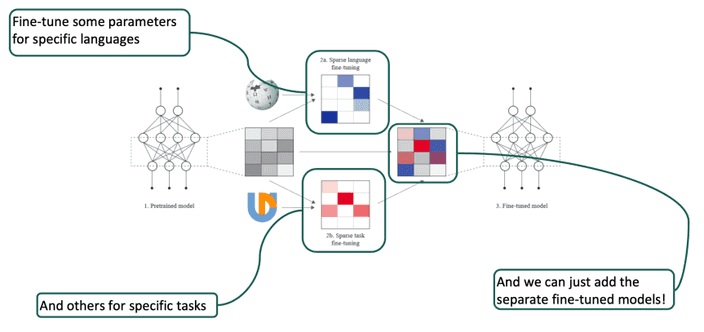 Fine-tune some parameters
for specific languages
2a. Sparse language
fine-tuning
1. Pretrained model
3. Fine-tuned model
2b. Sparse task
fine-tuning
And others for specific tasks
And we can just add the
separate fine-tuned models!